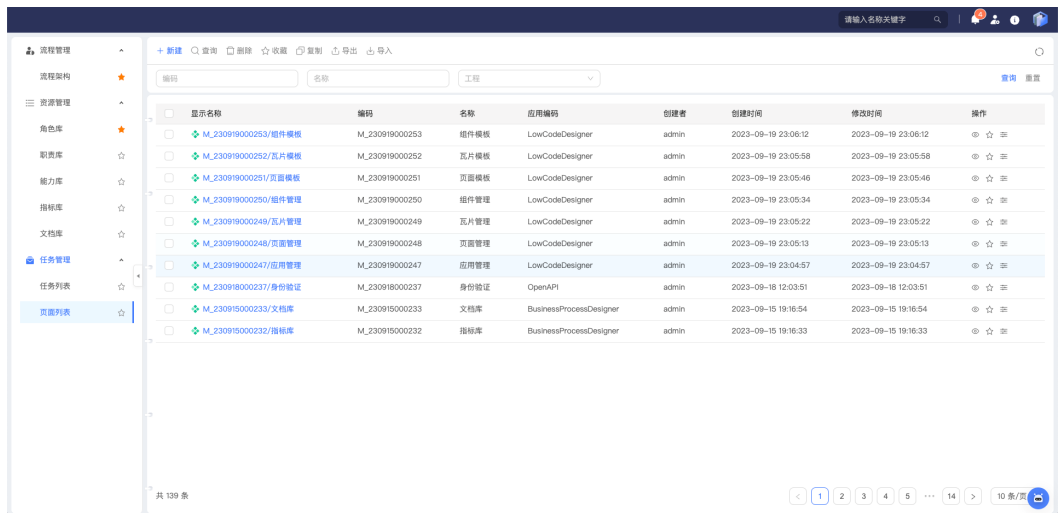 请输入名称关键字
4
流程管理
流程架构
资源管理
角色库
职责库
能力库
指标库
文档库
任务管理
任务列表
页面列表
+ 新建 查询 删除 收藏 复制 导出 导入
编码 名称 工程 查询 重置
显示名称 编码 名称 应用编码 创建者 创建时间 修改时间 操作
M_230919000253/组件模板 M_230919000253 组件模板 LowCodeDesigner admin 2023-09-19 23:06:12 2023-09-19 23:06:12
M_230919000252/瓦片模板 M_230919000252 瓦片模板 LowCodeDesigner admin 2023-09-19 23:05:58 2023-09-19 23:05:58
M_230919000251/页面模板 M_230919000251 页面模板 LowCodeDesigner admin 2023-09-19 23:05:46 2023-09-19 23:05:46
M_230919000250/组件管理 M_230919000250 组件管理 LowCodeDesigner admin 2023-09-19 23:05:34 2023-09-19 23:05:34
M_230919000249/瓦片管理 M_230919000249 瓦片管理 LowCodeDesigner admin 2023-09-19 23:05:22 2023-09-19 23:05:22
M_230919000248/页面管理 M_230919000248 页面管理 LowCodeDesigner admin 2023-09-19 23:05:13 2023-09-19 23:05:13
M_230919000247/应用管理 M_230919000247 应用管理 LowCodeDesigner admin 2023-09-19 23:04:57 2023-09-19 23:04:57
M_230918000237/身份验证 M_230918000237 身份验证 OpenAPI admin 2023-09-18 12:03:51 2023-09-18 12:03:51
M_230915000233/文档库 M_230915000233 文档库 BusinessProcessDesigner admin 2023-09-15 19:16:54 2023-09-15 19:16:54
M_230915000232/指标库 M_230915000232 指标库 BusinessProcessDesigner admin 2023-09-15 19:16:33 2023-09-15 19:16:33
共 139 条 < 1 2 3 4 5 ··· 14 > 10 条/页